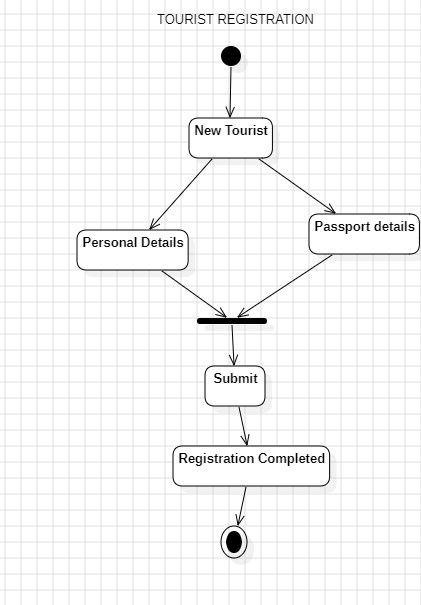 TOURIST REGISTRATION
New Tourist
Passport details
Personal Details
Submit
Registration Completed